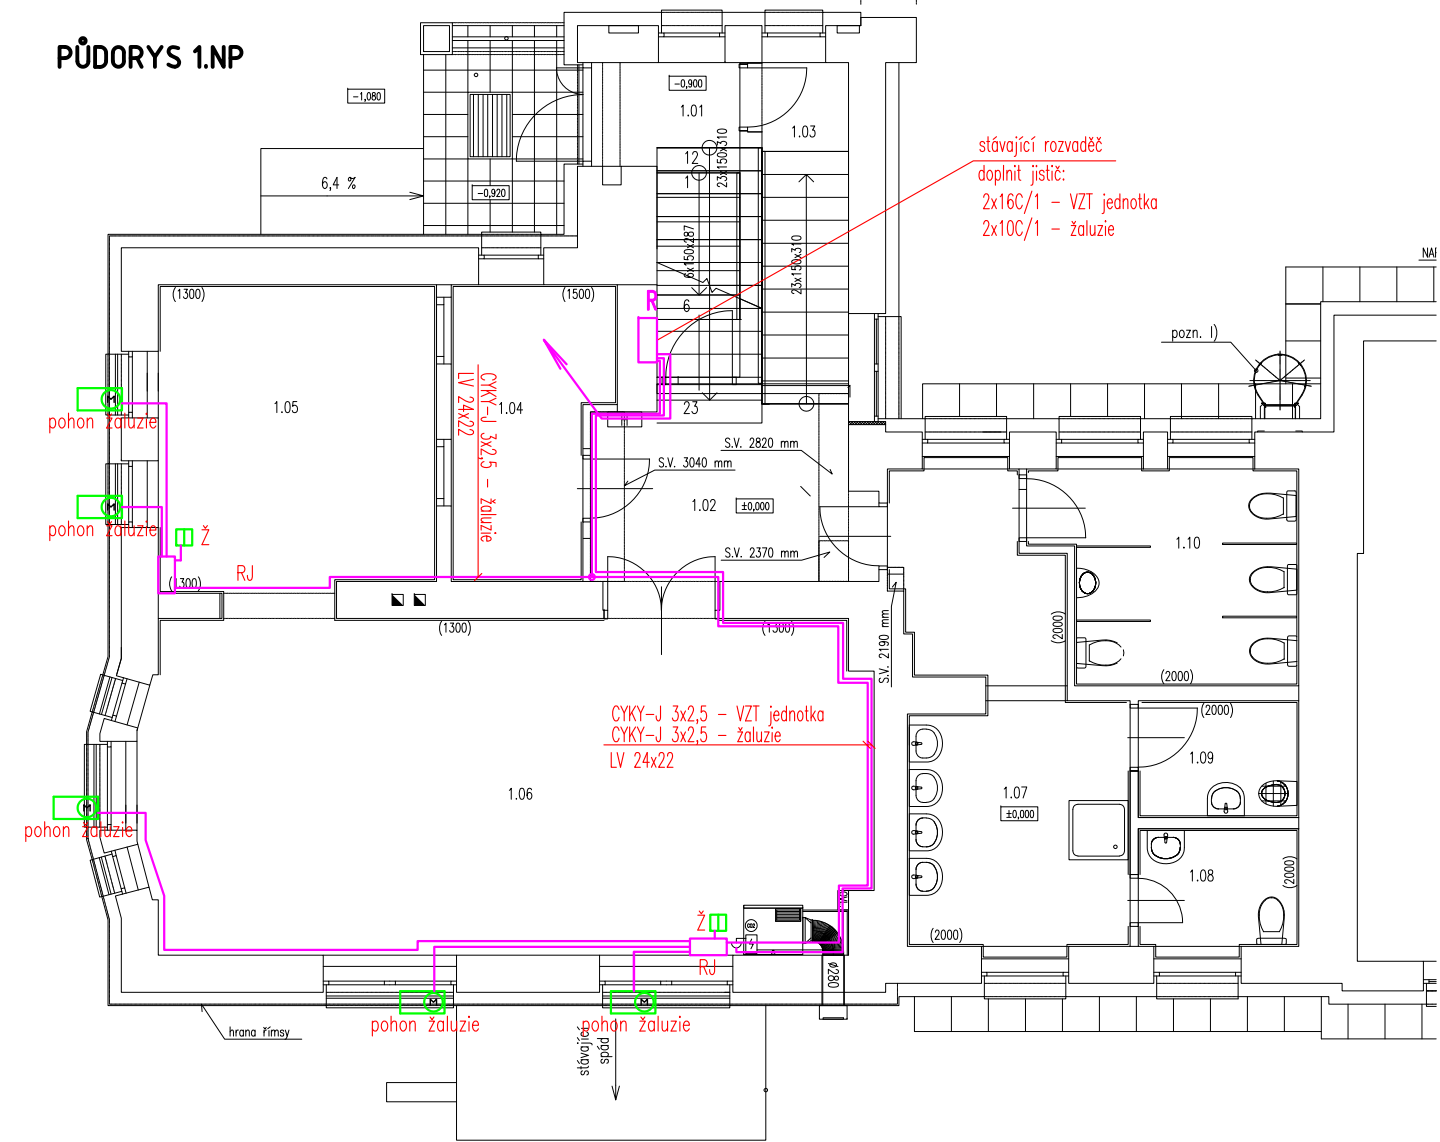 PŮDORYS 1.NP
-1,080
-0,900
1.01
1.03
12
1
23x150x310
6,4 %
-0,920
6x150x287
23x150x310
6
23
stávající rozvaděč
doplnit jistič:
2x16C/1 - VZT jednotka
2x10C/1 - žaluzie
pozn. I)
(1300)
(1500)
R
1.05
1.04
CYKY-J 3x2,5 - žaluzie
LV 24x22
pohon žaluzie
pohon žaluzie
Ž
RJ
(1300)
S.V. 2820 mm
S.V. 3040 mm
1.02
±0,000
S.V. 2370 mm
S.V. 2190 mm
1.10
(2000)
(2000)
(1300)
(1300)
CYKY-J 3x2,5 - VZT jednotka
CYKY-J 3x2,5 - žaluzie
LV 24x22
1.06
1.07
±0,000
(2000)
1.09
1.08
(2000)
(2000)
pohon žaluzie
Ž
RJ
ø280
pohon žaluzie
pohon žaluzie
hrana římsy
stávající
spád
M
M
M
M
M